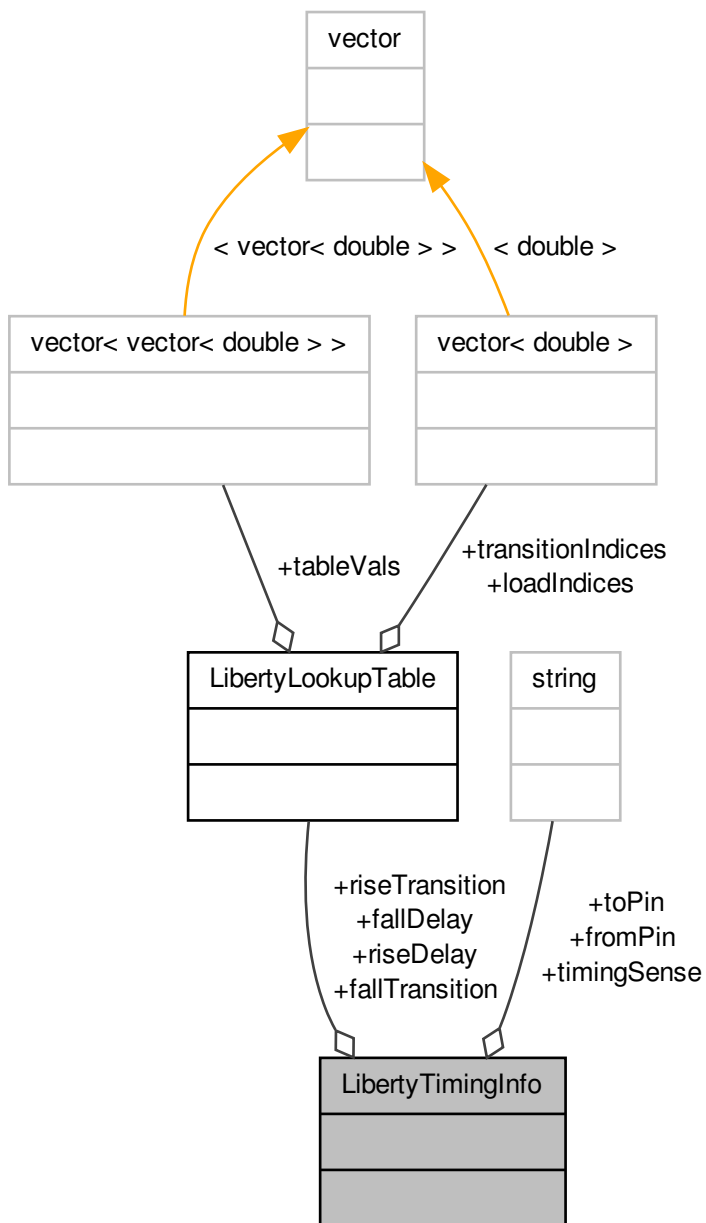 vector
< vector< double > >
< double >
vector< vector< double > >
vector< double >
+tableVals
+transitionIndices
+loadIndices
LibertyLookupTable
string
+riseTransition
+fallDelay
+riseDelay
+fallTransition
+toPin
+fromPin
+timingSense
LibertyTimingInfo